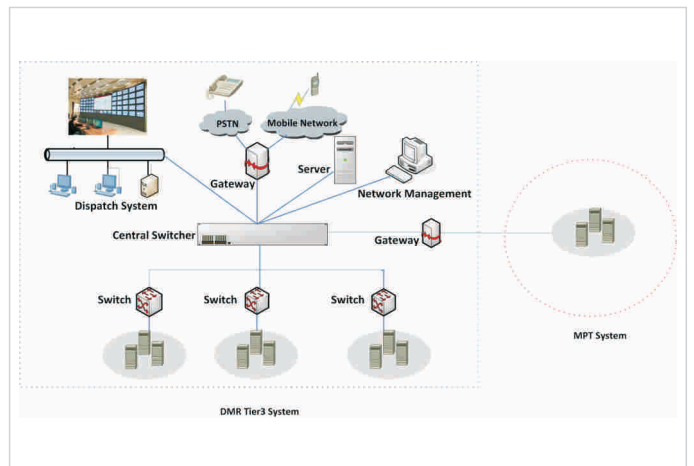 PSTN
Mobile Network
Gateway
Server
Network Management
Dispatch System
Central Switcher
Gateway
Switch
Switch
Switch
MPT System
DMR Tier3 System